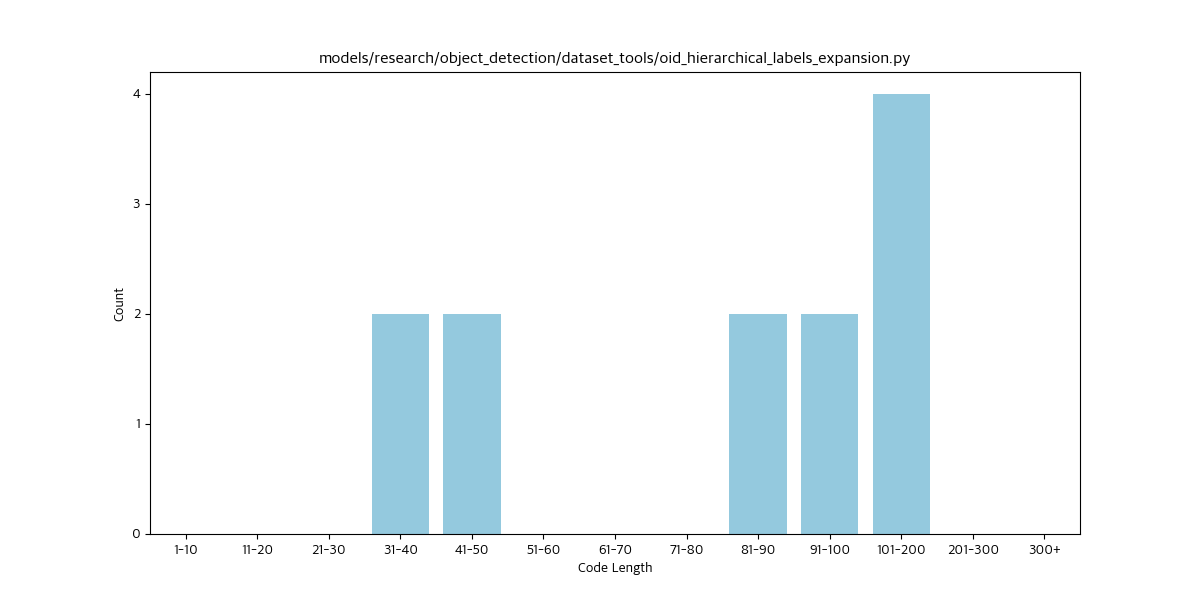 models/research/object_detection/dataset_tools/oid_hierarchical_labels_expansion.py
4
3
2
1
0
Count
1-10 11-20 21-30 31-40 41-50 51-60 61-70 71-80 81-90 91-100 101-200 201-300 300+
Code Length